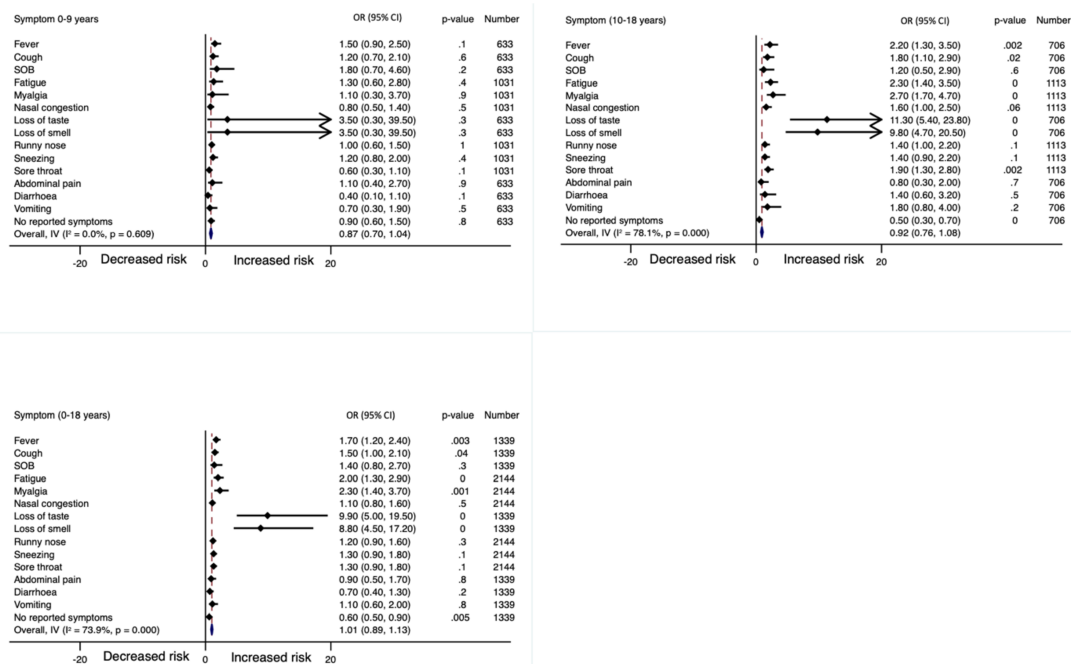 Symptom 0-9 years OR (95% CI) p-value Number
Fever 1.50 (0.90, 2.50) .1 633
Cough 1.20 (0.70, 2.10) .6 633
SOB 1.80 (0.70, 4.60) .2 633
Fatigue 1.30 (0.60, 2.80) .4 1031
Myalgia 1.10 (0.30, 3.70) .9 1031
Nasal congestion 0.80 (0.50, 1.40) .5 1031
Loss of taste 3.50 (0.30, 39.50) .3 633
Loss of smell 3.50 (0.30, 39.50) .3 633
Runny nose 1.00 (0.60, 1.50) 1 1031
Sneezing 1.20 (0.80, 2.00) .4 1031
Sore throat 0.60 (0.30, 1.10) .1 1031
Abdominal pain 1.10 (0.40, 2.70) .9 633
Diarrhoea 0.40 (0.10, 1.10) .1 633
Vomiting 0.70 (0.30, 1.90) .5 633
No reported symptoms 0.90 (0.60, 1.50) .8 633
Overall, IV (I² = 0.0%, p = 0.609) 0.87 (0.70, 1.04)
-20 Decreased risk 0 Increased risk 20
Symptom (10-18 years) OR (95% CI) p-value Number
Fever 2.20 (1.30, 3.50) .002 706
Cough 1.80 (1.10, 2.90) .02 706
SOB 1.20 (0.50, 2.90) .6 706
Fatigue 2.30 (1.40, 3.50) 0 1113
Myalgia 2.70 (1.70, 4.70) 0 1113
Nasal congestion 1.60 (1.00, 2.50) .06 1113
Loss of taste 11.30 (5.40, 23.80) 0 706
Loss of smell 9.80 (4.70, 20.50) 0 706
Runny nose 1.40 (1.00, 2.20) .1 1113
Sneezing 1.40 (0.90, 2.20) .1 1113
Sore throat 1.90 (1.30, 2.80) .002 1113
Abdominal pain 0.80 (0.30, 2.00) .7 706
Diarrhoea 1.40 (0.60, 3.20) .5 706
Vomiting 1.80 (0.80, 4.00) .2 706
No reported symptoms 0.50 (0.30, 0.70) 0 706
Overall, IV (I² = 78.1%, p = 0.000) 0.92 (0.76, 1.08)
-20 Decreased risk 0 Increased risk 20
Symptom (0-18 years) OR (95% CI) p-value Number
Fever 1.70 (1.20, 2.40) .003 1339
Cough 1.50 (1.00, 2.10) .04 1339
SOB 1.40 (0.80, 2.70) .3 1339
Fatigue 2.00 (1.30, 2.90) 0 2144
Myalgia 2.30 (1.40, 3.70) .001 2144
Nasal congestion 1.10 (0.80, 1.60) .5 2144
Loss of taste 9.90 (5.00, 19.50) 0 1339
Loss of smell 8.80 (4.50, 17.20) 0 1339
Runny nose 1.20 (0.90, 1.60) .3 2144
Sneezing 1.30 (0.90, 1.80) .1 2144
Sore throat 1.30 (0.90, 1.80) .1 2144
Abdominal pain 0.90 (0.50, 1.70) .8 1339
Diarrhoea 0.70 (0.40, 1.30) .2 1339
Vomiting 1.10 (0.60, 2.00) .8 1339
No reported symptoms 0.60 (0.50, 0.90) .005 1339
Overall, IV (I² = 73.9%, p = 0.000) 1.01 (0.89, 1.13)
-20 Decreased risk 0 Increased risk 20